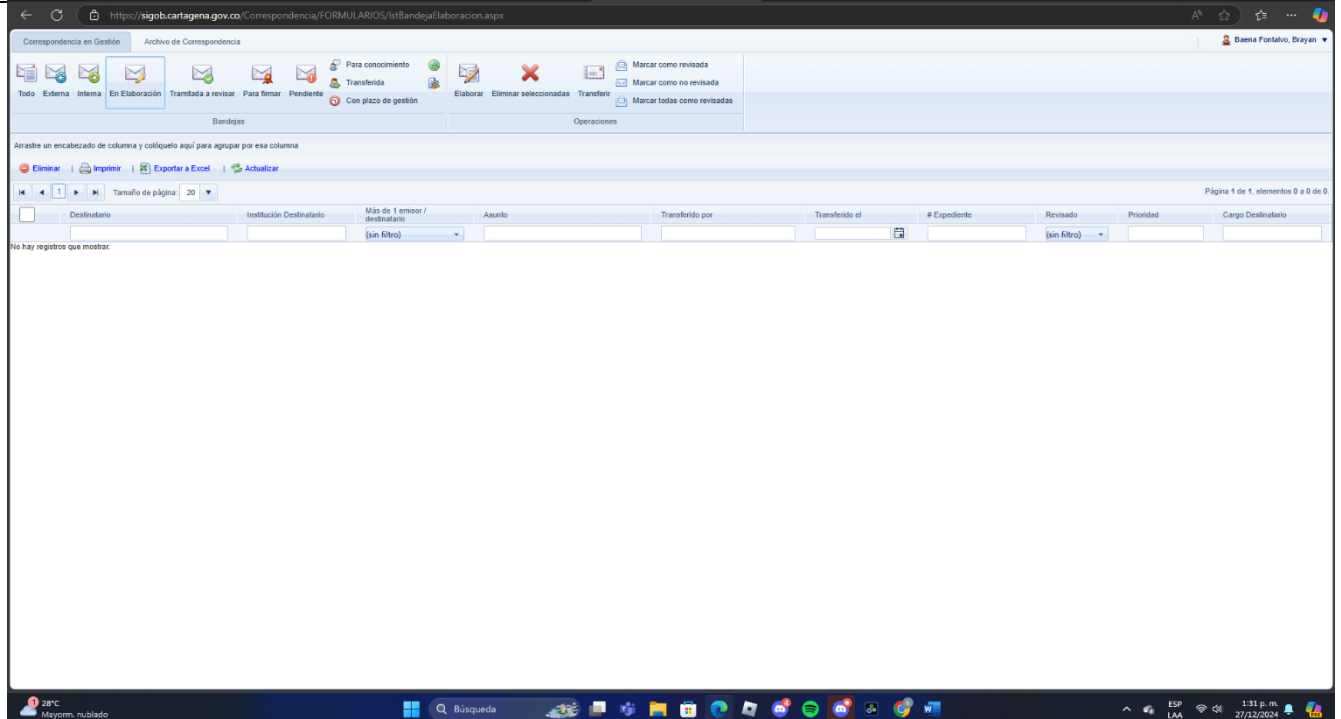 https://sigob.cartagena.gov.co/Correspondencia/FORMULARIOS/lstBandejaElaboracion.aspx
Correspondencia en Gestión Archivo de Correspondencia Baena Fontalvo, Brayan
Para conocimiento Marcar como revisada
Transferida Marcar como no revisada
Todo Externa Interna En Elaboración Tramitada a revisar Para firmar Pendiente Elaborar Eliminar seleccionadas Transferir
Con plazo de gestión Marcar todas como revisadas
Bandejas Operaciones
Arrastre un encabezado de columna y colóquelo aquí para agrupar por esa columna
Eliminar | Imprimir | Exportar a Excel | Actualizar
1 Tamaño de página: 20 Página 1 de 1, elementos 0 a 0 de 0.
Destinatario Institución Destinatario Más de 1 emisor / destinatario Asunto Transferido por Transferido el # Expediente Revisado Prioridad Cargo Destinatario
(sin filtro) (sin filtro)
No hay registros que mostrar.
1 28°C
Mayorm. nublado
Búsqueda
ESP
LAA
1:31 p. m.
27/12/2024